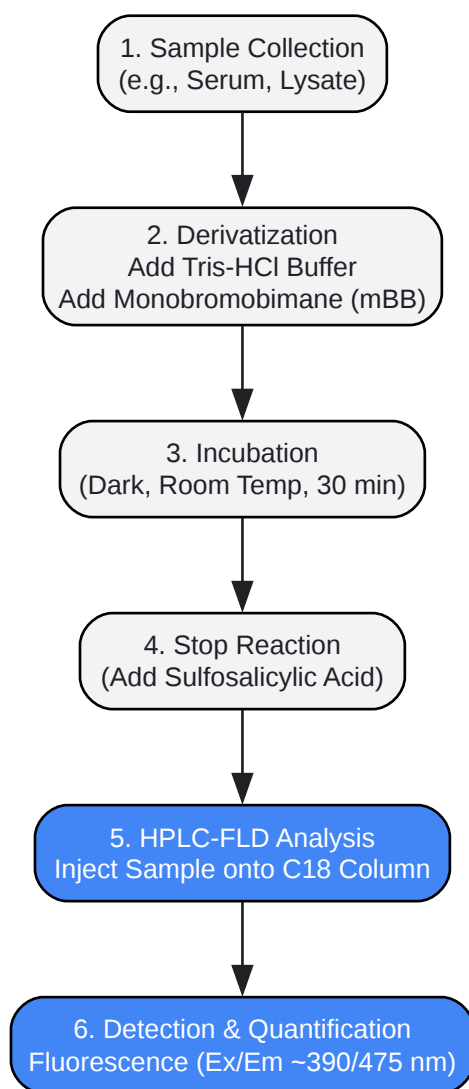 1. Sample Collection
(e.g., Serum, Lysate)
2. Derivatization
Add Tris-HCl Buffer
Add Monobromobimane (mBB)
3. Incubation
(Dark, Room Temp, 30 min)
4. Stop Reaction
(Add Sulfosalicylic Acid)
5. HPLC-FLD Analysis
Inject Sample onto C18 Column
6. Detection & Quantification
Fluorescence (Ex/Em ~390/475 nm)